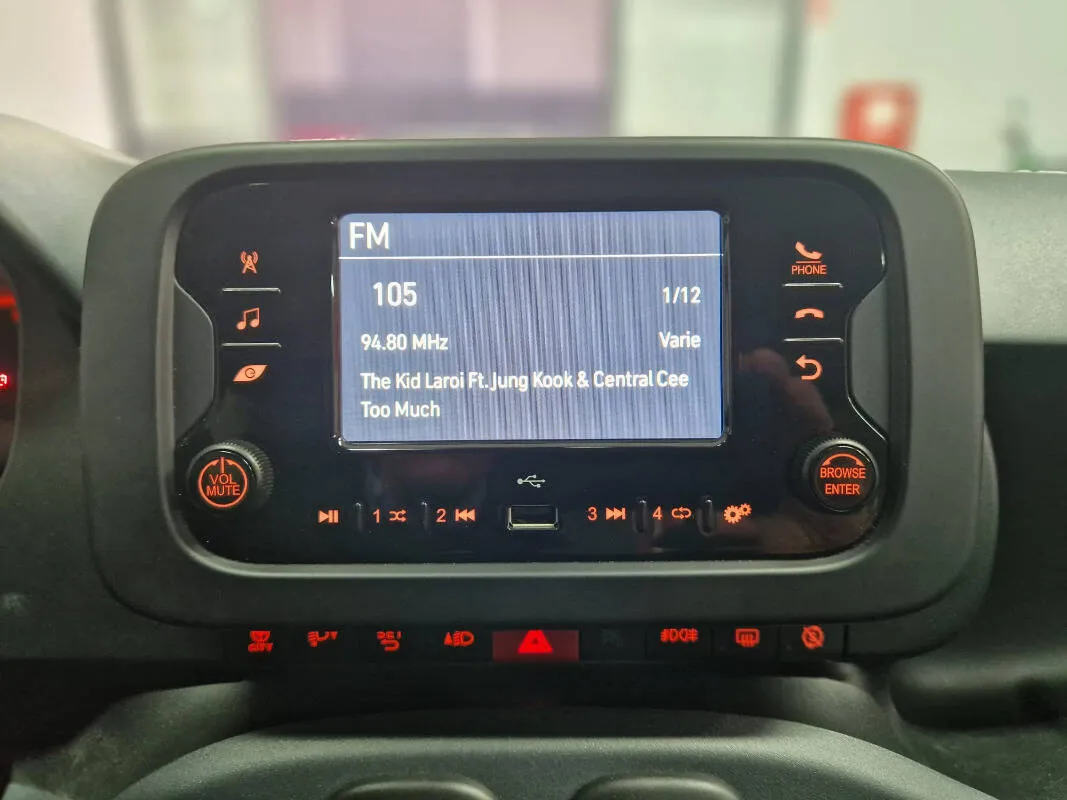 FM
105
1/12
94.80 MHz
Varie
The Kid Laroi Ft. Jung Kook & Central Cee
Too Much
PHONE
VOL
MUTE
BROWSE
ENTER
1
2
3
4
CITY